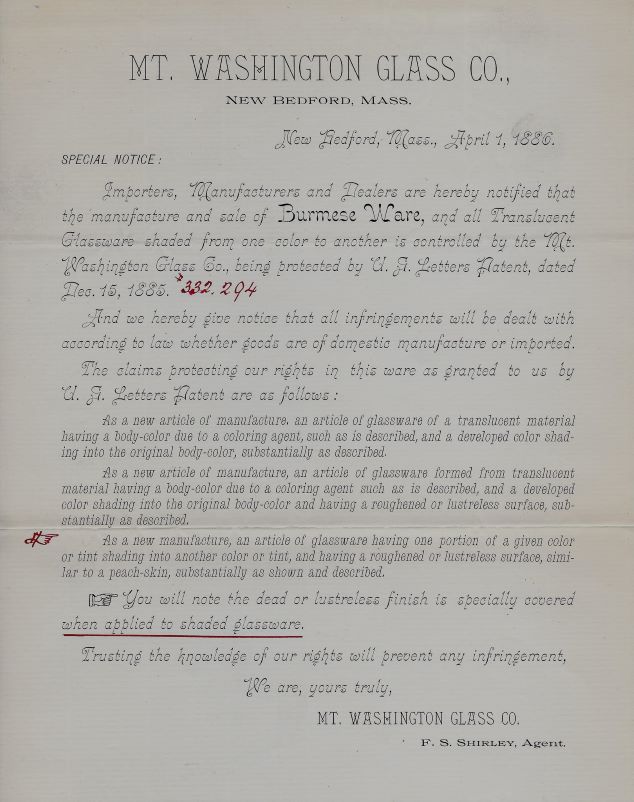 MT. WASHINGTON GLASS CO.,
NEW BEDFORD, MASS.
New Bedford, Mass., April 1, 1886.
SPECIAL NOTICE:
Importers, Manufacturers and Dealers are hereby notified that
the manufacture and sale of Burmese Ware, and all Translucent
Glassware shaded from one color to another is controlled by the Mt.
Washington Glass Co., being protected by U. S. Letters Patent, dated
Dec. 15, 1885. 332.294
And we hereby give notice that all infringements will be dealt with
according to law whether goods are of domestic manufacture or imported.
The claims protecting our rights in this ware as granted to us by
U. S. Letters Patent are as follows:
As a new article of manufacture, an article of glassware of a translucent material
having a body-color due to a coloring agent, such as is described, and a developed color shad-
ing into the original body-color, substantially as described.
As a new article of manufacture, an article of glassware formed from translucent
material having a body-color due to a coloring agent such as is described, and a developed
color shading into the original body-color and having a roughened or lustreless surface, sub-
stantially as described.
As a new manufacture, an article of glassware having one portion of a given color
or tint shading into another color or tint, and having a roughened or lustreless surface, simi-
lar to a peach-skin, substantially as shown and described.
☞ You will note the dead or lustreless finish is specially covered
when applied to shaded glassware.
Trusting the knowledge of our rights will prevent any infringement,
We are, yours truly,
MT. WASHINGTON GLASS CO.
F. S. SHIRLEY, Agent.